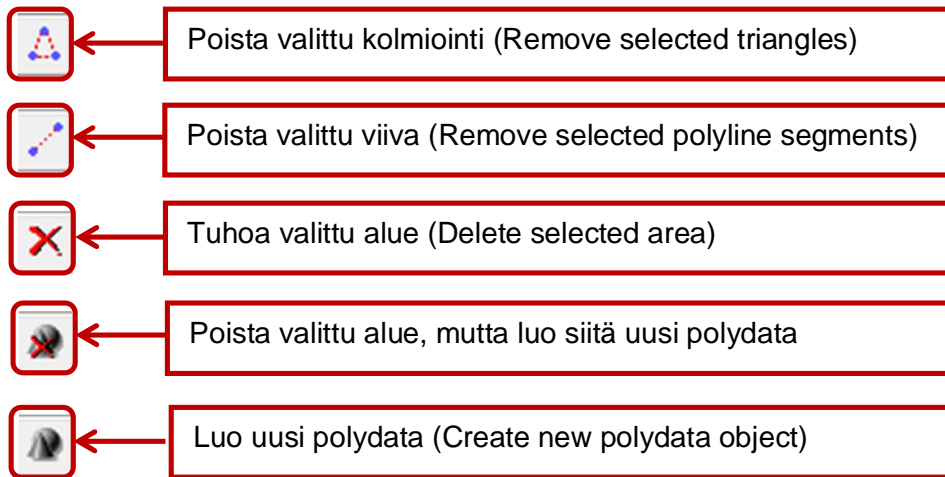 Poista valittu kolmiointi (Remove selected triangles)
Poista valittu viiva (Remove selected polyline segments)
Tuhoa valittu alue (Delete selected area)
Poista valittu alue, mutta luo siitä uusi polydata
Luo uusi polydata (Create new polydata object)